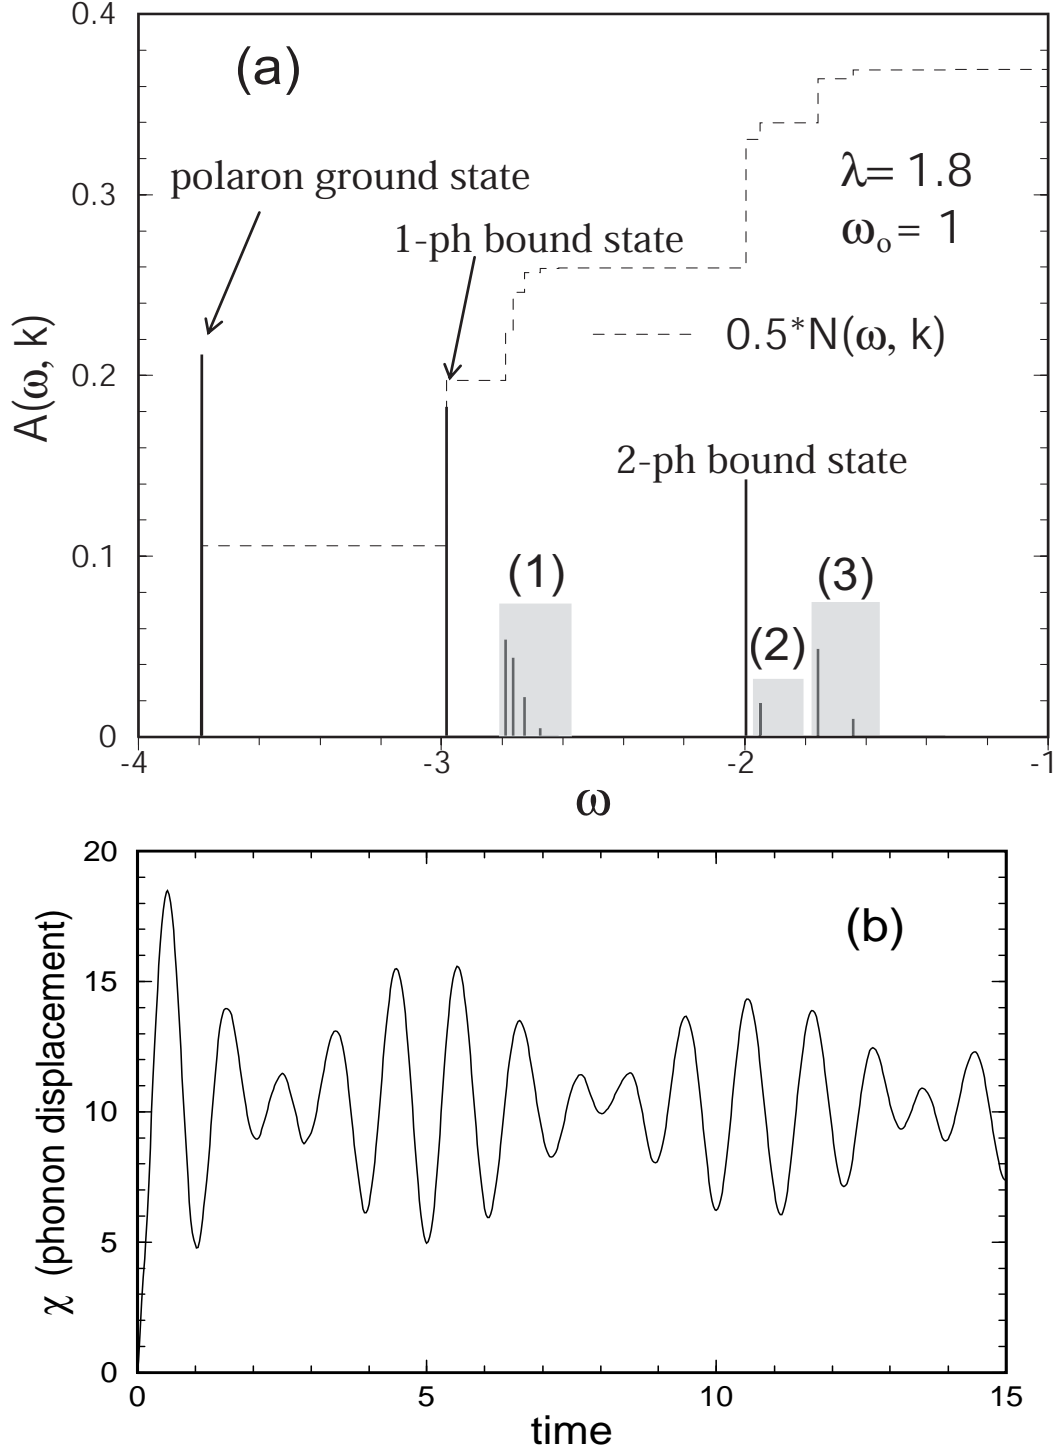 0.4
(a)
polaron ground state
λ= 1.8
0.3
1-ph bound state
ωo = 1
0.5*N(ω, k)
A(ω, k)
0.2
2-ph bound state
0.1
(1)
(3)
(2)
0
-4
-3
-2
-1
ω
20
(b)
15
χ (phonon displacement)
10
5
0
0
5
10
15
time